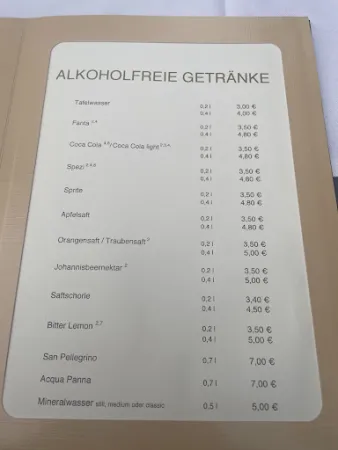 ALKOHOLFREIE GETRÄNKE
Tafelwasser 0,2 l 3,00 €
0,4 l 4,00 €
Fanta 0,2 l 3,50 €
0,4 l 4,80 €
Coca Cola /Coca Cola light 0,2 l 3,50 €
0,4 l 4,80 €
Spezi 0,2 l 3,50 €
0,4 l 4,80 €
Sprite 0,2 l 3,50 €
0,4 l 4,80 €
Apfelsaft 0,2 l 3,50 €
0,4 l 4,80 €
Orangensaft / Traubensaft 0,2 l 3,50 €
0,4 l 5,00 €
Johannisbeernektar 0,2 l 3,50 €
0,4 l 5,00 €
Saftschorle 0,2 l 3,40 €
0,4 l 4,50 €
Bitter Lemon 2,7 0,2 l 3,50 €
0,4 l 5,00 €
San Pellegrino 0,7 l 7,00 €
Acqua Panna 0,7 l 7,00 €
Mineralwasser still, medium oder classic 0,5 l 5,00 €